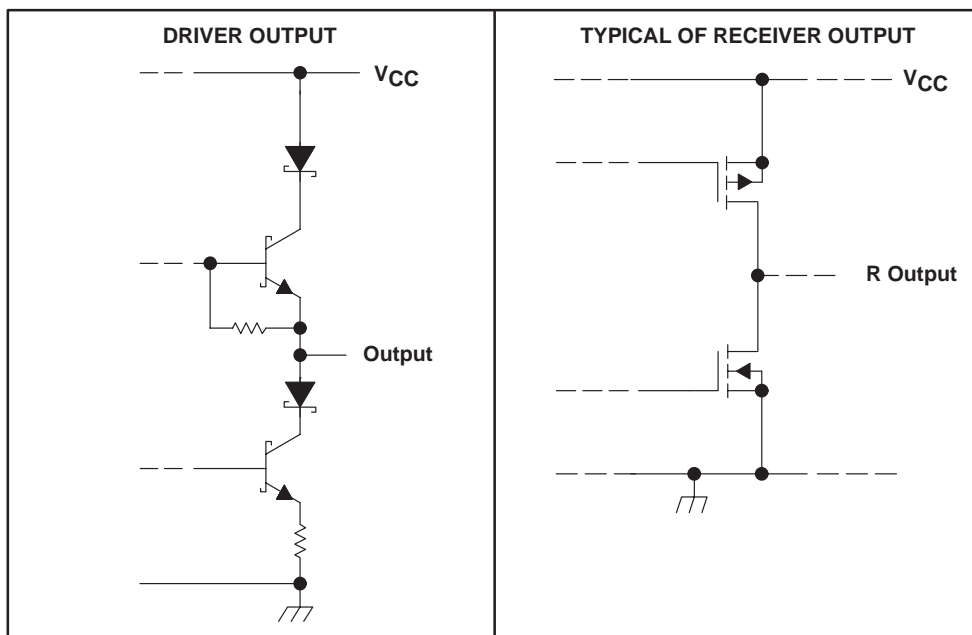 DRIVER OUTPUT
VCC
Output
TYPICAL OF RECEIVER OUTPUT
VCC
R Output